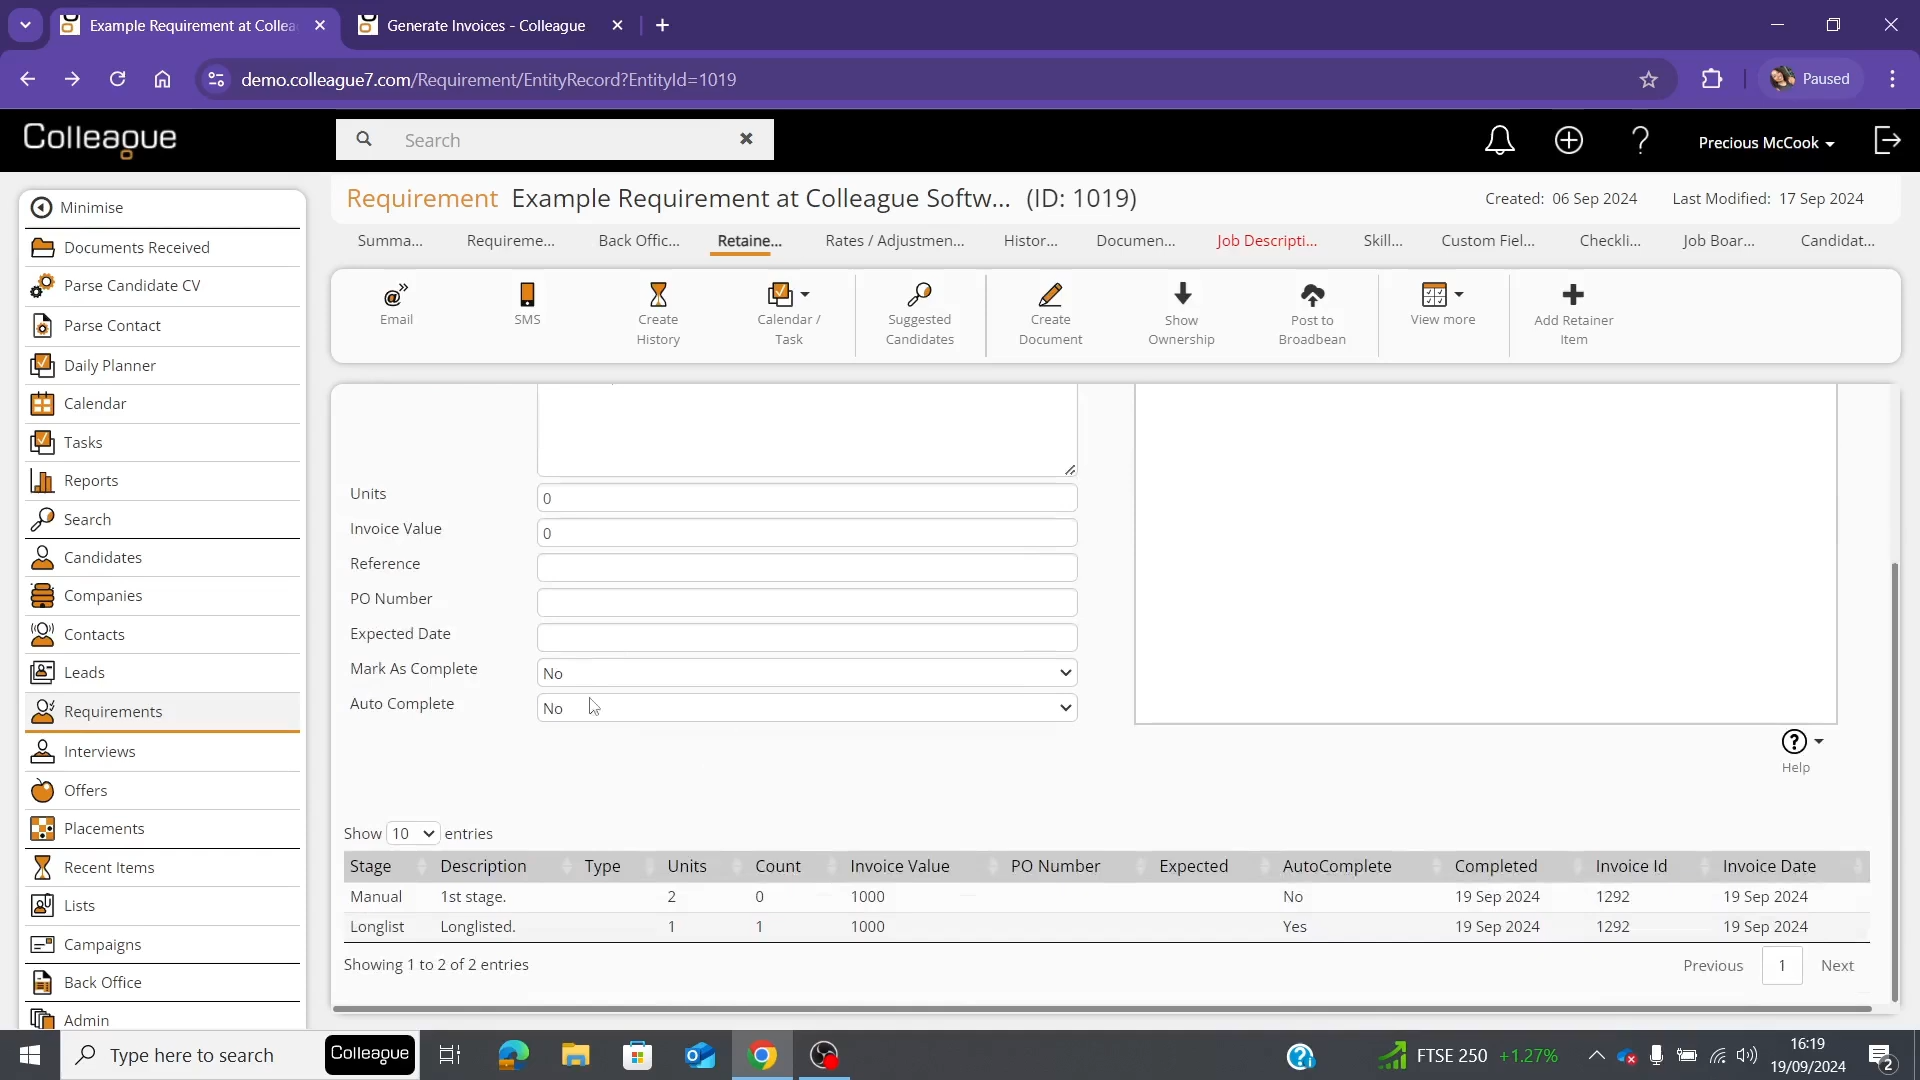 Example Requirement at Collea
Generate Invoices - Colleague
demo.colleague7.com/Requirement/EntityRecord?EntityId=1019
Paused
Colleague
Search
Precious McCook
Minimise
Documents Received
Parse Candidate CV
Parse Contact
Daily Planner
Calendar
Tasks
Reports
Search
Candidates
Companies
Contacts
Leads
Requirements
Interviews
Offers
Placements
Recent Items
Lists
Campaigns
Back Office
Admin
Requirement Example Requirement at Colleague Softw... (ID: 1019)
Created: 06 Sep 2024 Last Modified: 17 Sep 2024
Summa... Requireme... Back Offic... Retaine... Rates / Adjustmen... Histor... Documen... Job Descripti... Skill... Custom Fiel... Checkli... Job Boar... Candidat...
Email
SMS
Create History
Calendar / Task
Suggested Candidates
Create Document
Show Ownership
Post to Broadbean
View more
Add Retainer Item
Units 0
Invoice Value 0
Reference
PO Number
Expected Date
Mark As Complete No
Auto Complete No
Help
Show 10 entries
Stage Description Type Units Count Invoice Value PO Number Expected AutoComplete Completed Invoice Id Invoice Date
Manual 1st stage. 2 0 1000 No 19 Sep 2024 1292 19 Sep 2024
Longlist Longlisted. 1 1 1000 Yes 19 Sep 2024 1292 19 Sep 2024
Showing 1 to 2 of 2 entries
Previous 1 Next
Type here to search
Colleague
FTSE 250 +1.27%
16:19
19/09/2024
2